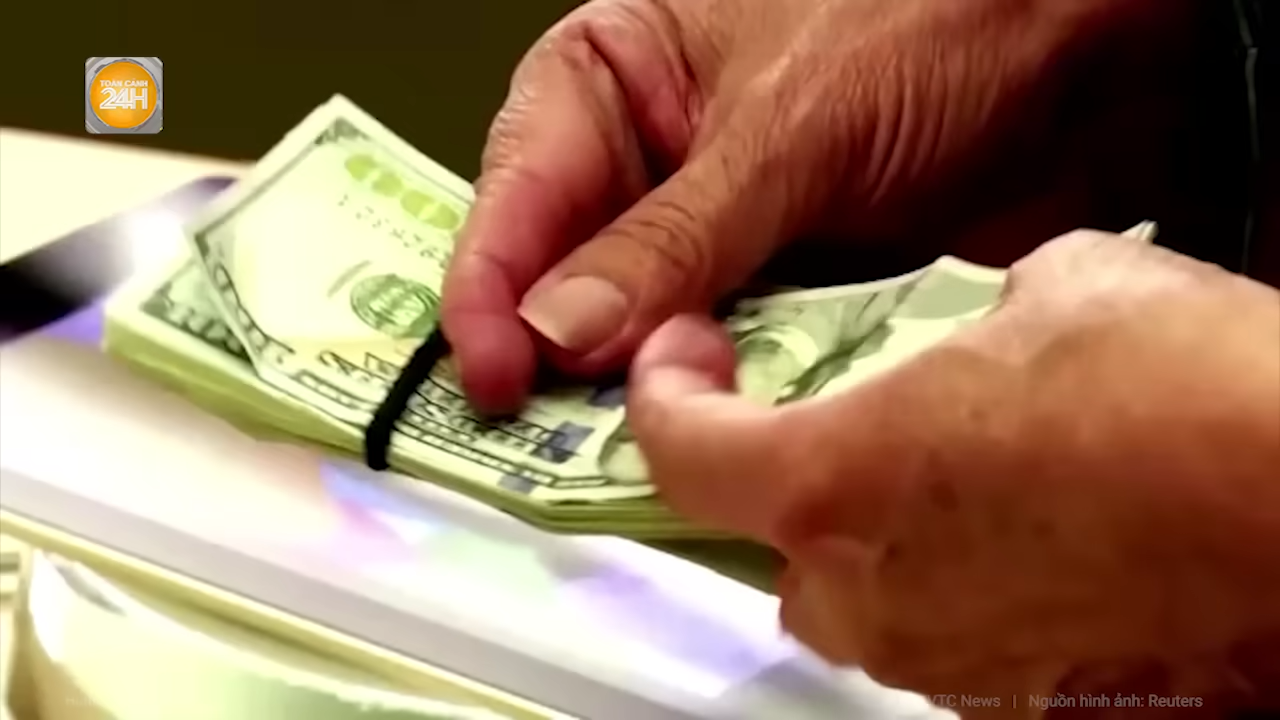 TOÀN CẢNH
24H
VTC News | Nguồn hình ảnh: Reuters